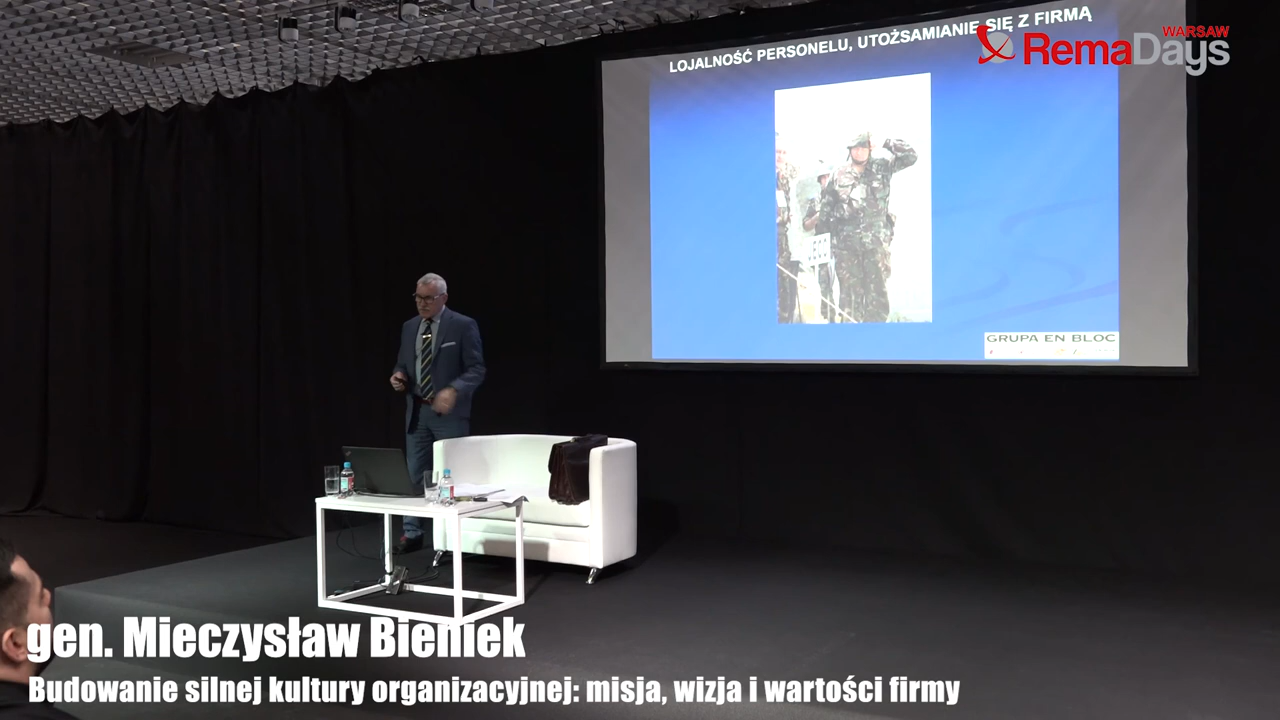 LOJALNOŚĆ PERSONELU, UTOŻSAMIANIE SIĘ Z FIRMĄ
WARSAW
RemaDays
GRUPA EN BLOC
gen. Mieczysław Bieniek
Budowanie silnej kultury organizacyjnej: misja, wizja i wartości firmy